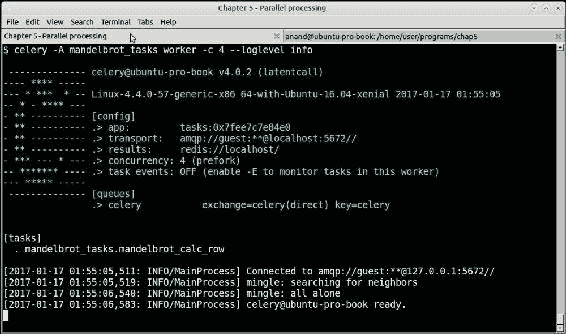 Chapter 5 - Parallel processing
File Edit View Search Terminal Tabs Help
Chapter 5 - Parallel processing
anand@ubuntu-pro-book: /home/user/programs/chap5
$ celery -A mandelbrot_tasks worker -c 4 --loglevel info
-------------- celery@ubuntu-pro-book v4.0.2 (latentcall)
---- **** -----
--- * *** * -- Linux-4.4.0-57-generic-x86_64-with-Ubuntu-16.04-xenial 2017-01-17 01:55:05
-- * - **** ---
- ** ---------- [config]
- ** ---------- .> app: tasks:0x7fee7c7e84e0
- ** ---------- .> transport: amqp://guest:**@localhost:5672//
- ** ---------- .> results: redis://localhost/
- *** --- * --- .> concurrency: 4 (prefork)
-- ******* ---- .> task events: OFF (enable -E to monitor tasks in this worker)
--- ***** -----
-------------- [queues]
.> celery exchange=celery(direct) key=celery
[tasks]
. mandelbrot_tasks.mandelbrot_calc_row
[2017-01-17 01:55:05,511: INFO/MainProcess] Connected to amqp://guest:**@127.0.0.1:5672//
[2017-01-17 01:55:05,519: INFO/MainProcess] mingle: searching for neighbors
[2017-01-17 01:55:06,540: INFO/MainProcess] mingle: all alone
[2017-01-17 01:55:06,583: INFO/MainProcess] celery@ubuntu-pro-book ready.